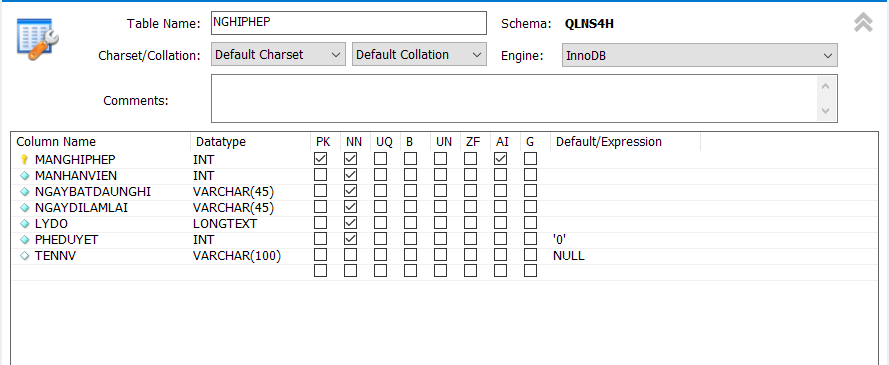 Table Name: NGHIPHEP Schema: QLNS4H
Charset/Collation: Default Charset Default Collation Engine: InnoDB
Comments:
Column Name Datatype PK NN UQ B UN ZF AI G Default/Expression
MANGHIPHEP INT
MANHANVIEN INT
NGAYBATDAUNGHI VARCHAR(45)
NGAYDILAMLAI VARCHAR(45)
LYDO LONGTEXT
PHEDUYET INT '0'
TENNV VARCHAR(100) NULL